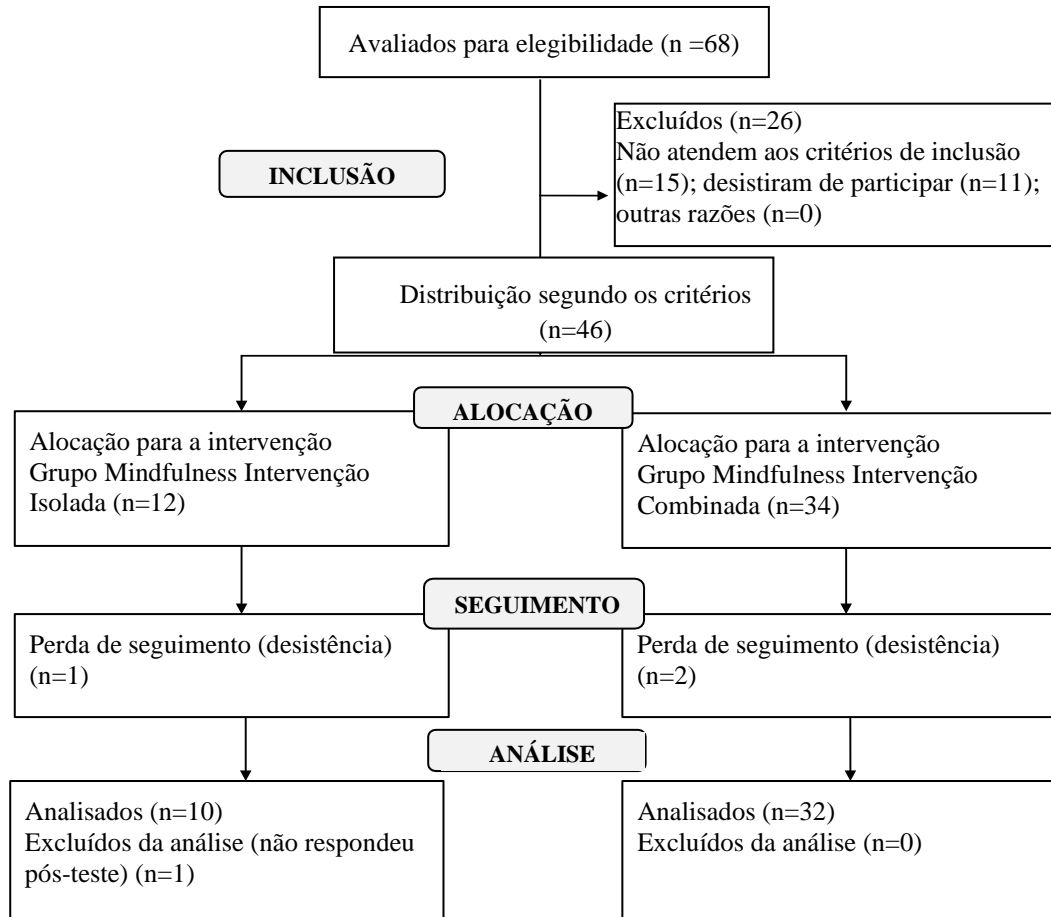 Avaliados para elegibilidade (n =68)
Excluídos (n=26)
Não atendem aos critérios de inclusão
(n=15); desistiram de participar (n=11);
outras razões (n=0)
INCLUSÃO
Distribuição segundo os critérios
(n=46)
ALOCAÇÃO
Alocação para a intervenção
Grupo Mindfulness Intervenção
Isolada (n=12)
Alocação para a intervenção
Grupo Mindfulness Intervenção
Combinada (n=34)
SEGUIMENTO
Perda de seguimento (desistência)
(n=1)
Perda de seguimento (desistência)
(n=2)
ANÁLISE
Analisados (n=10)
Excluídos da análise (não respondeu
pós-teste) (n=1)
Analisados (n=32)
Excluídos da análise (n=0)